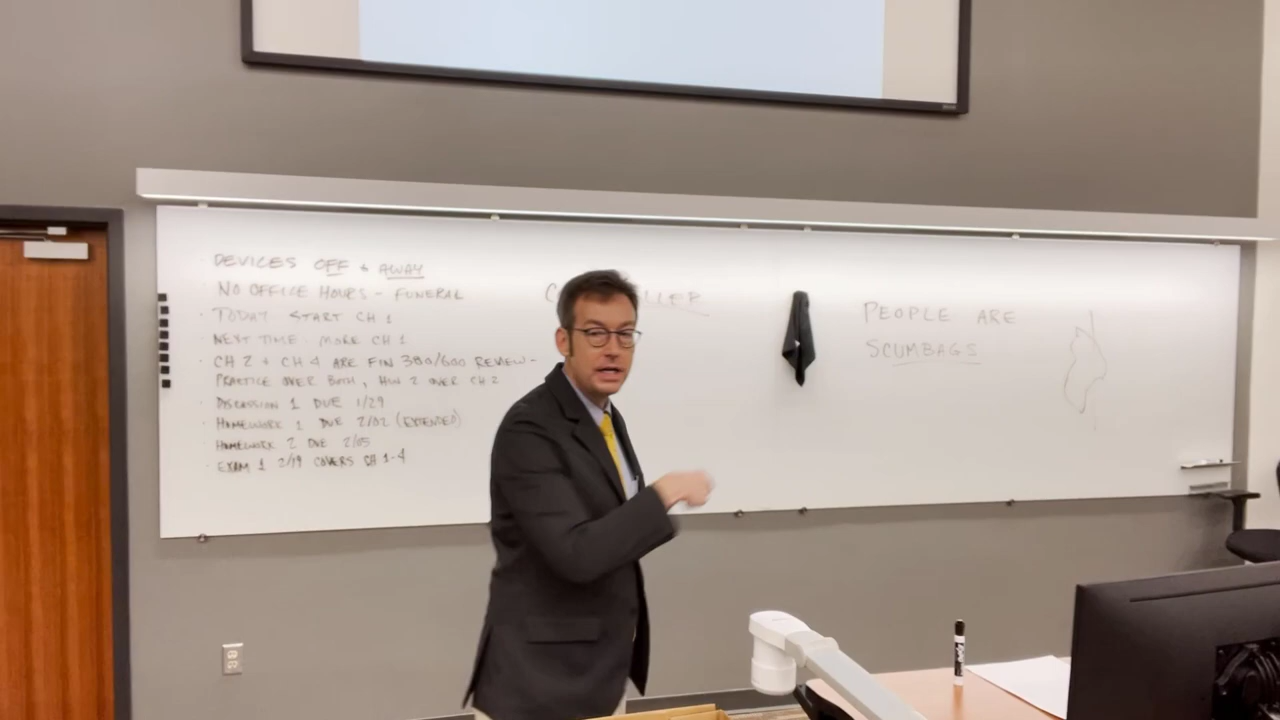 DEVICES OFF & AWAY
· NO OFFICE HOURS - FUNERAL
· TODAY START CH 1
· NEXT TIME - MORE CH 1
· CH 2 + CH 4 ARE FIN 380/600 REVIEW -
PRACTICE OVER BOTH, HW 2 OVER CH 2
· DISCUSSION 1 DUE 1/29
· HOMEWORK 1 DUE 2/02 (EXTENDED)
· HOMEWORK 2 DUE 2/05
· EXAM 1 2/19 COVERS CH 1-4
PEOPLE ARE
SCUMBAGS